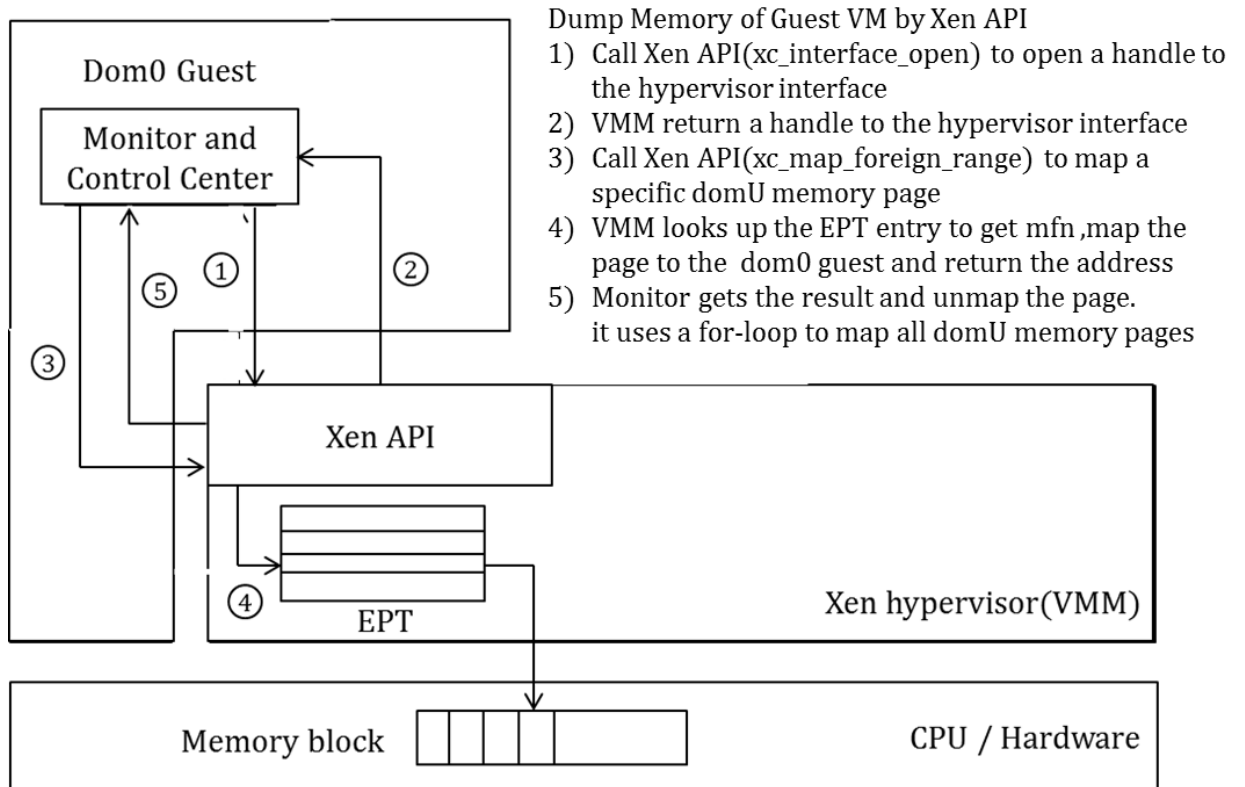 Dump Memory of Guest VM by Xen API
1) Call Xen API(xc_interface_open) to open a handle to
the hypervisor interface
2) VMM return a handle to the hypervisor interface
3) Call Xen API(xc_map_foreign_range) to map a
specific domU memory page
4) VMM looks up the EPT entry to get mfn ,map the
page to the dom0 guest and return the address
5) Monitor gets the result and unmap the page.
it uses a for-loop to map all domU memory pages
Dom0 Guest
Monitor and
Control Center
①
②
⑤
③
Xen API
④
EPT
Xen hypervisor(VMM)
Memory block
CPU / Hardware